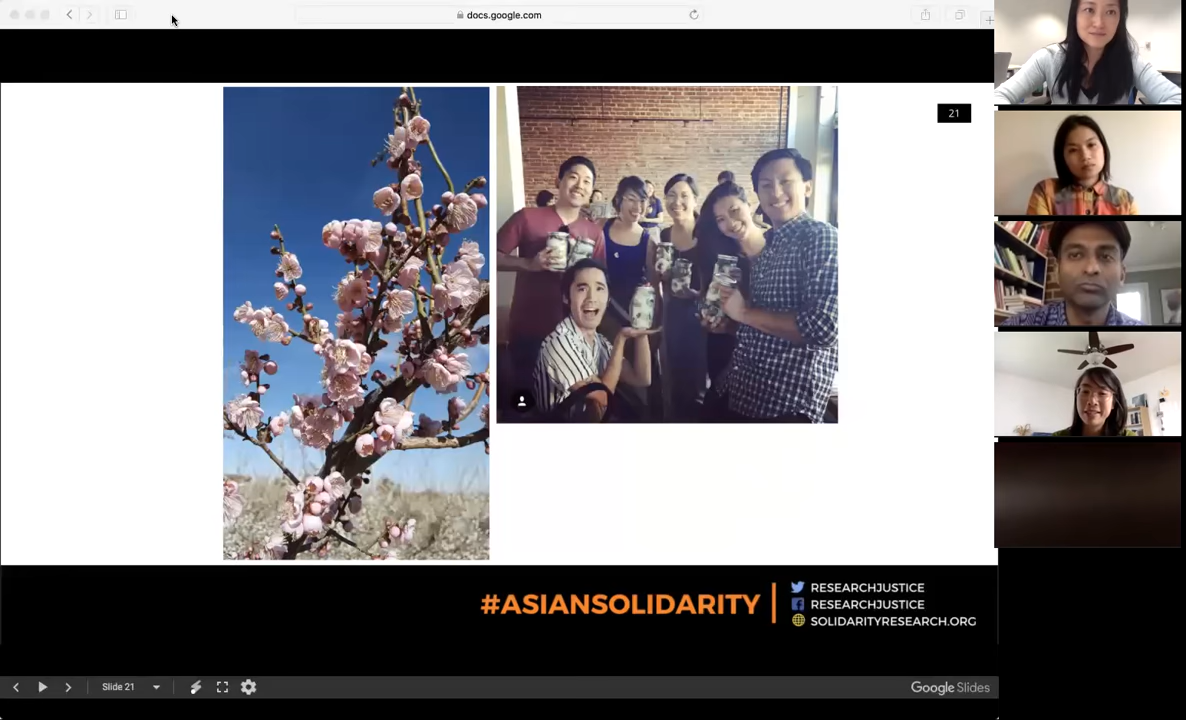 docs.google.com
21
#ASIANSOLIDARITY
RESEARCHJUSTICE
RESEARCHJUSTICE
SOLIDARITYRESEARCH.ORG
Slide 21
Google Slides